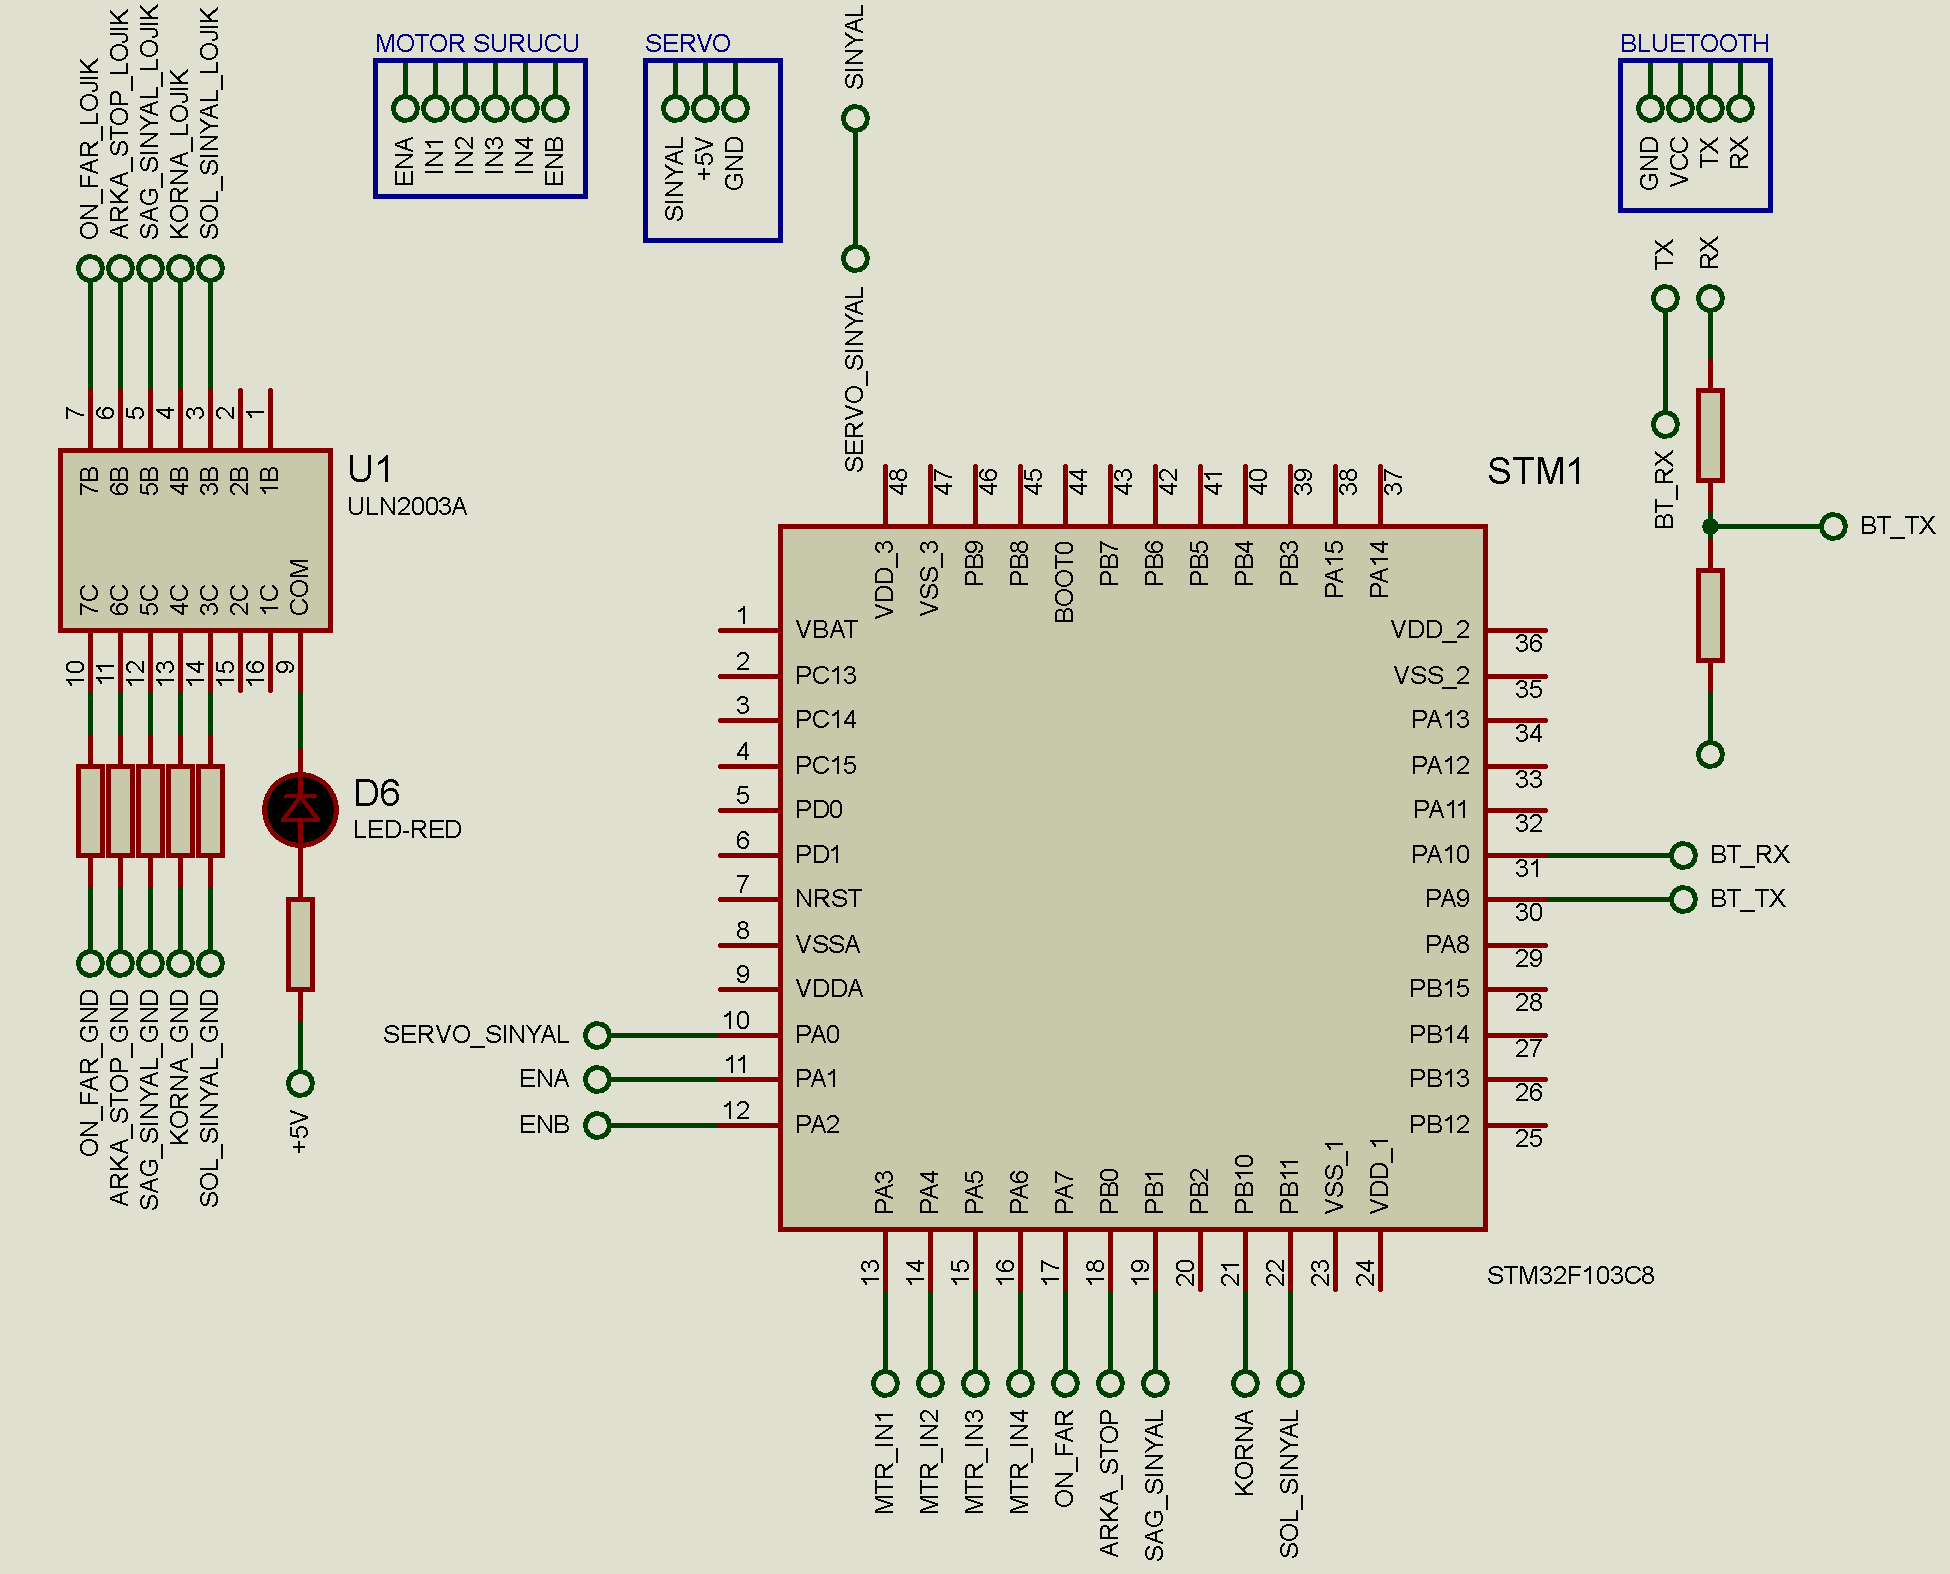 ON_FAR_LOJIK
ARKA_STOP_LOJIK
SAG_SINYAL_LOJIK
KORNA_LOJIK
SOL_SINYAL_LOJIK
7 6 5 4 3 2 1
7B 6B 5B 4B 3B 2B 1B
U1
ULN2003A
7C 6C 5C 4C 3C 2C 1C COM
10 11 12 13 14 15 16 9
D6
LED-RED
ON_FAR_GND
ARKA_STOP_GND
SAG_SINYAL_GND
KORNA_GND
SOL_SINYAL_GND
+5V
MOTOR SURUCU
ENA
IN1
IN2
IN3
IN4
ENB
SERVO
SINYAL
+5V
GND
SINYAL
SERVO_SINYAL
BLUETOOTH
GND
VCC
TX
RX
TX
RX
BT_RX
BT_TX
STM1
48 47 46 45 44 43 42 41 40 39 38 37
VDD_3 VSS_3 PB9 PB8 BOOT0 PB7 PB6 PB5 PB4 PB3 PA15 PA14
1 VBAT
2 PC13
3 PC14
4 PC15
5 PD0
6 PD1
7 NRST
8 VSSA
9 VDDA
SERVO_SINYAL 10 PA0
ENA 11 PA1
ENB 12 PA2
VDD_2 36
VSS_2 35
PA13 34
PA12 33
PA11 32
PA10 31 BT_RX
PA9 30 BT_TX
PA8 29
PB15 28
PB14 27
PB13 26
PB12 25
PA3 PA4 PA5 PA6 PA7 PB0 PB1 PB2 PB10 PB11 VSS_1 VDD_1
13 14 15 16 17 18 19 20 21 22 23 24
STM32F103C8
MTR_IN1
MTR_IN2
MTR_IN3
MTR_IN4
ON_FAR
ARKA_STOP
SAG_SINYAL
KORNA
SOL_SINYAL